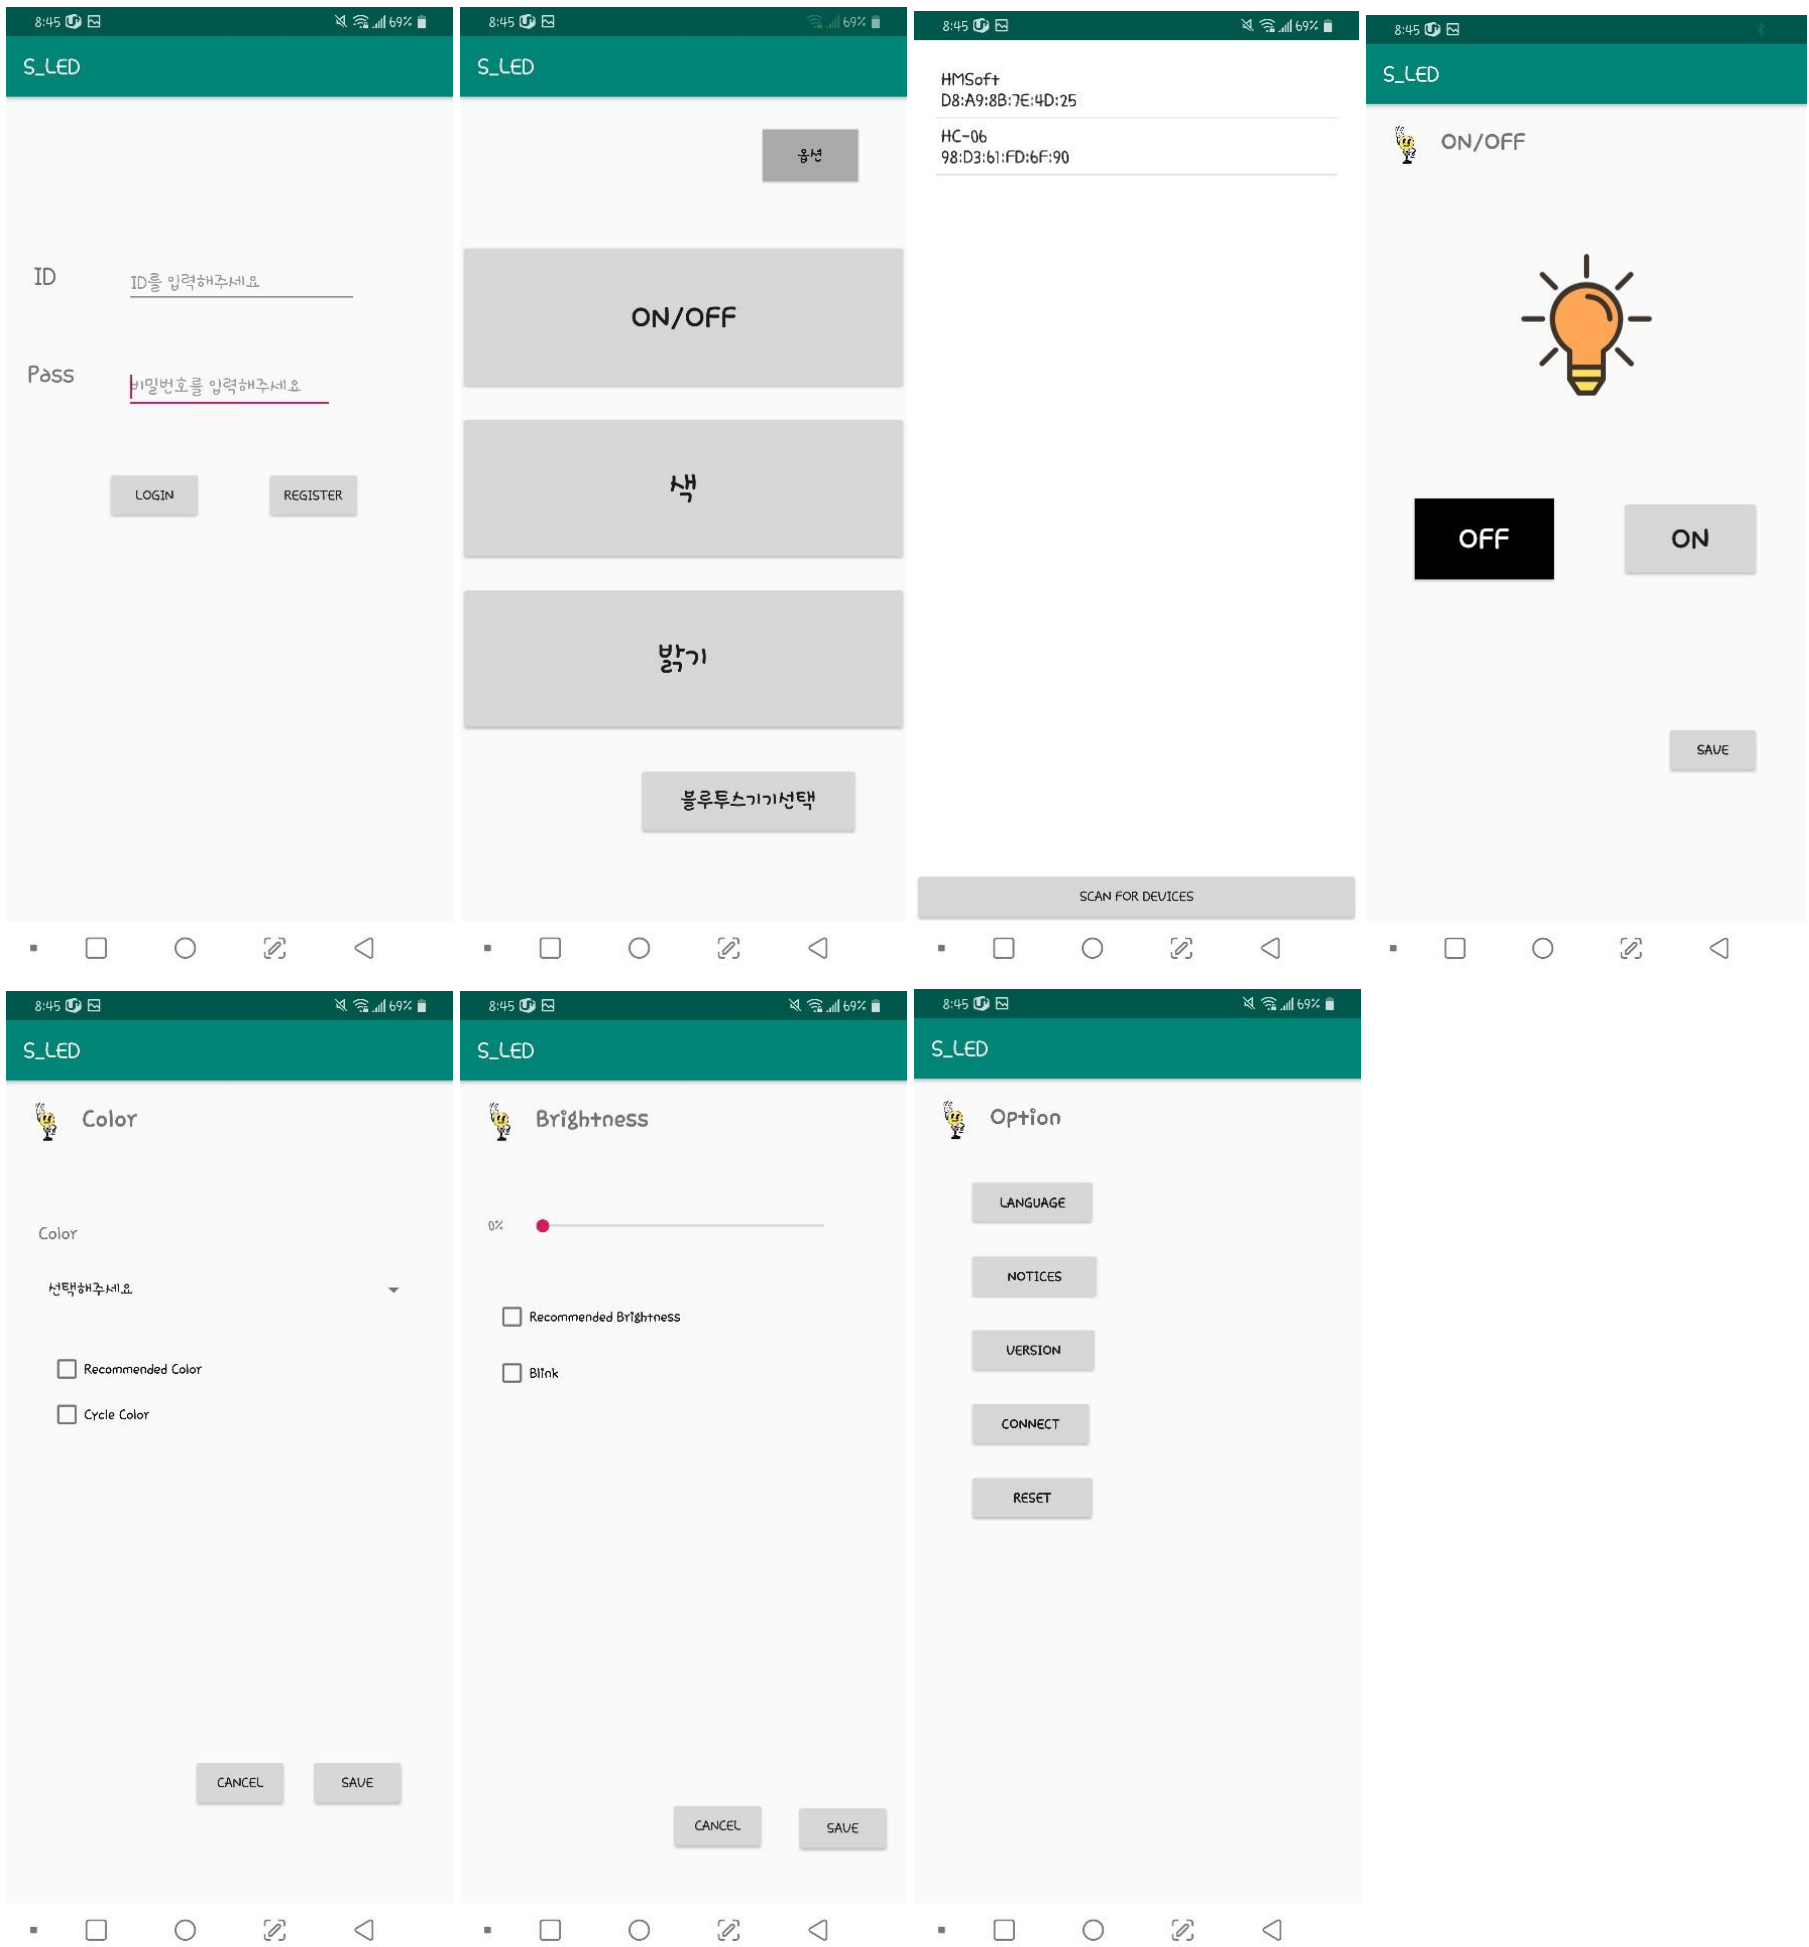 8:45
69%
S_LED
ID
ID를 입력해주세요
Pass
비밀번호를 입력해주세요
LOGIN
REGISTER
8:45
69%
S_LED
옵션
ON/OFF
색
밝기
블루투스기기선택
8:45
69%
HMSoft
D8:A9:8B:7E:4D:25
HC-06
98:D3:61:FD:6F:90
SCAN FOR DEVICES
8:45
S_LED
ON/OFF
OFF
ON
SAVE
8:45
69%
S_LED
Color
Color
선택해주세요
Recommended Color
Cycle Color
CANCEL
SAVE
8:45
69%
S_LED
Brightness
0%
Recommended Brightness
Blink
CANCEL
SAVE
8:45
69%
S_LED
Option
LANGUAGE
NOTICES
VERSION
CONNECT
RESET